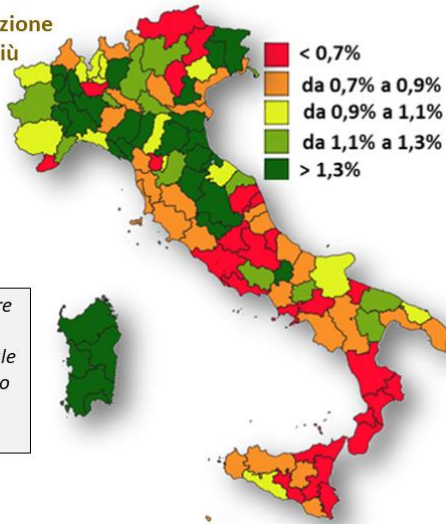 zione
iù
< 0,7%
da 0,7% a 0,9%
da 0,9% a 1,1%
da 1,1% a 1,3%
> 1,3%
re
le
o